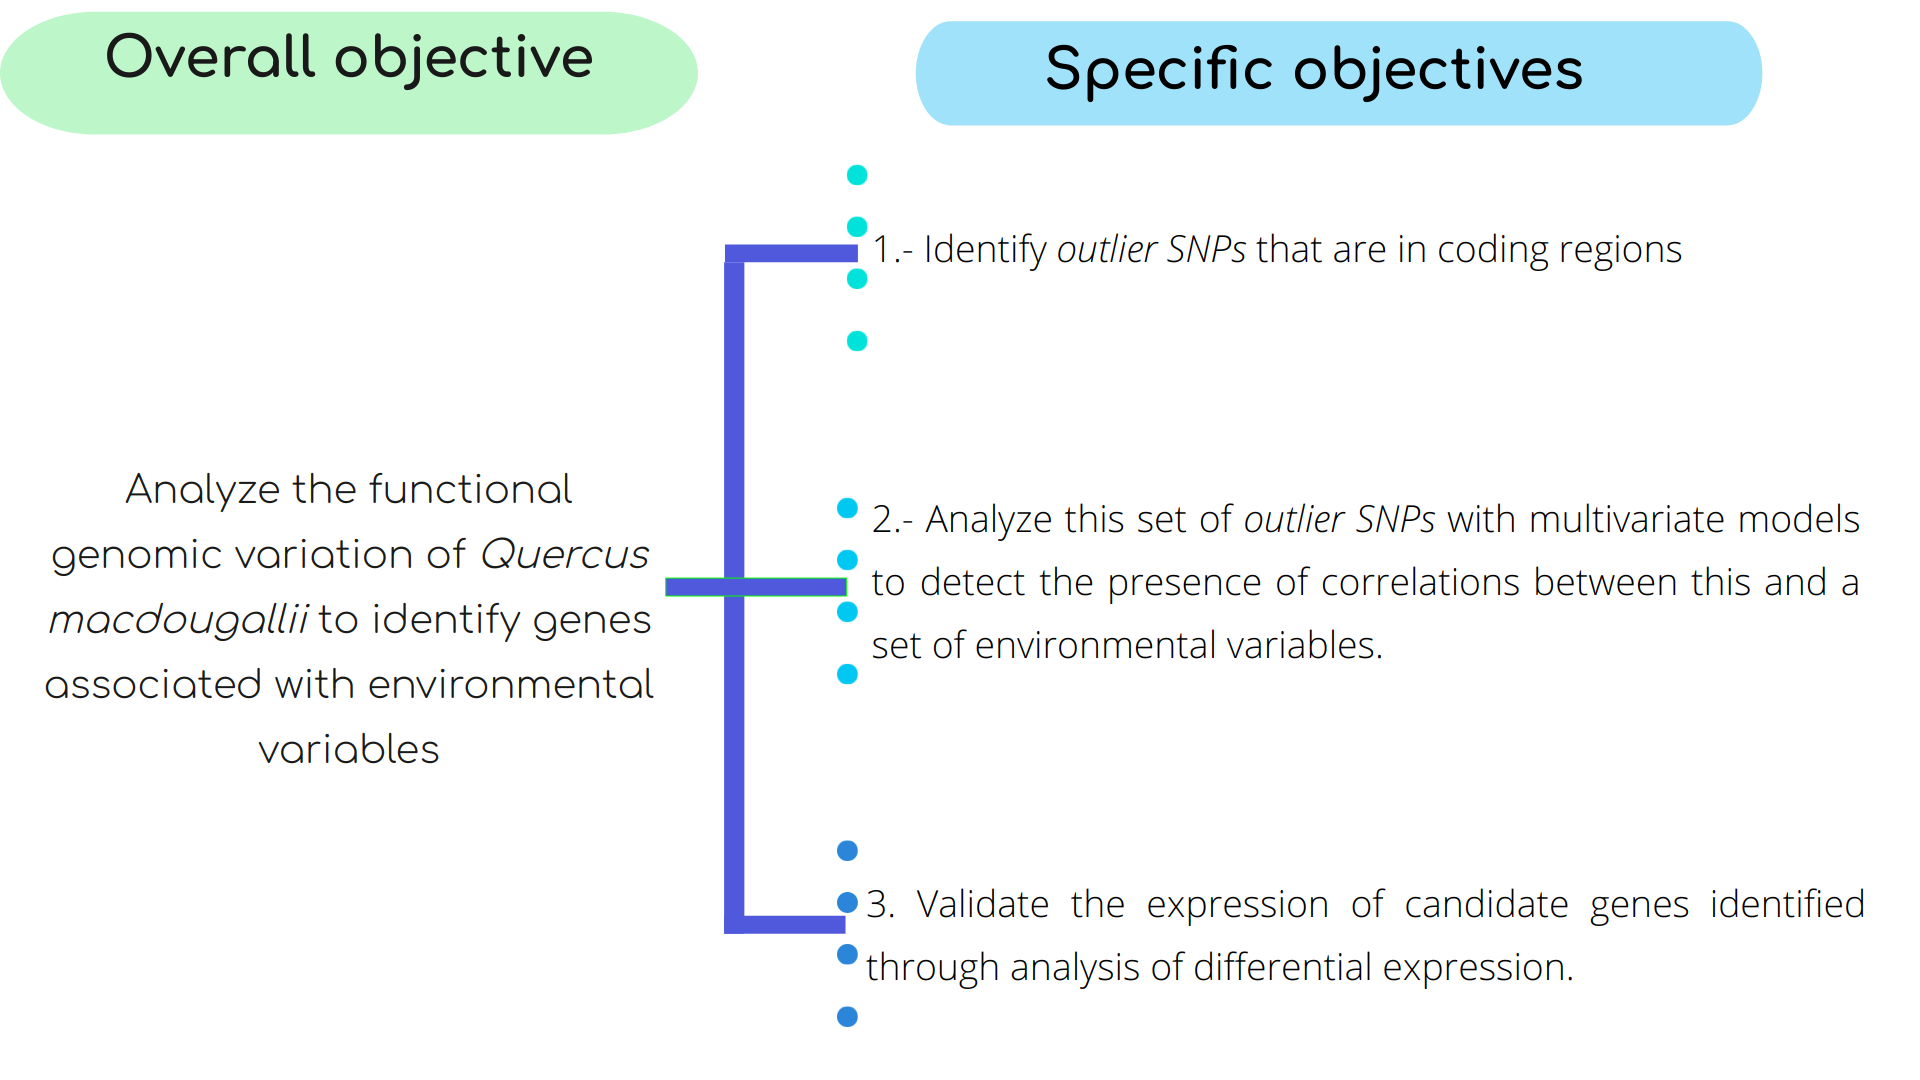 Overall objective
Specific objectives
Analyze the functional
genomic variation of Quercus
macdougallii to identify genes
associated with environmental
variables
1.- Identify outlier SNPs that are in coding regions
2.- Analyze this set of outlier SNPs with multivariate models
to detect the presence of correlations between this and a
set of environmental variables.
3. Validate the expression of candidate genes identified
through analysis of differential expression.